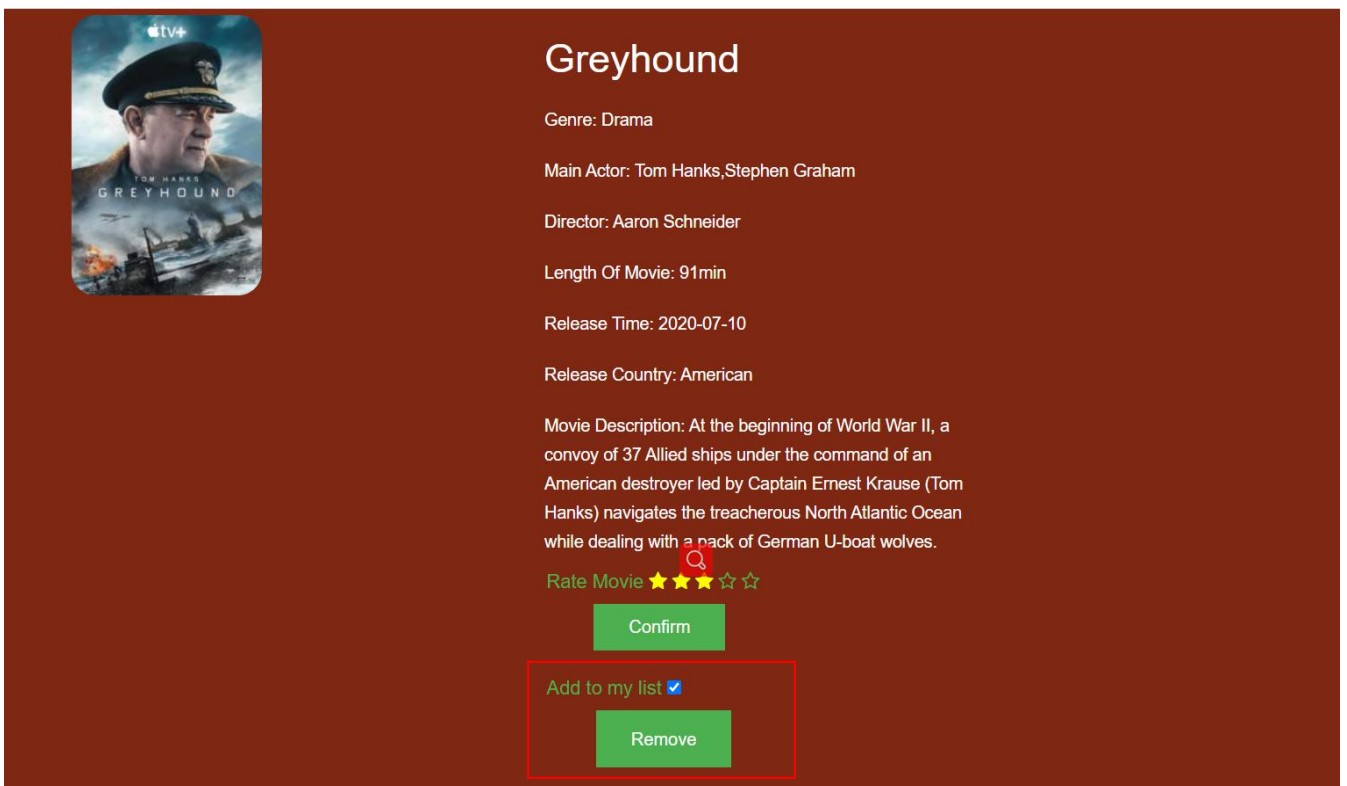 tv+
TOM HANKS
GREYHOUND
Greyhound
Genre: Drama
Main Actor: Tom Hanks,Stephen Graham
Director: Aaron Schneider
Length Of Movie: 91min
Release Time: 2020-07-10
Release Country: American
Movie Description: At the beginning of World War II, a
convoy of 37 Allied ships under the command of an
American destroyer led by Captain Ernest Krause (Tom
Hanks) navigates the treacherous North Atlantic Ocean
while dealing with a pack of German U-boat wolves.
Rate Movie
Confirm
Add to my list
Remove